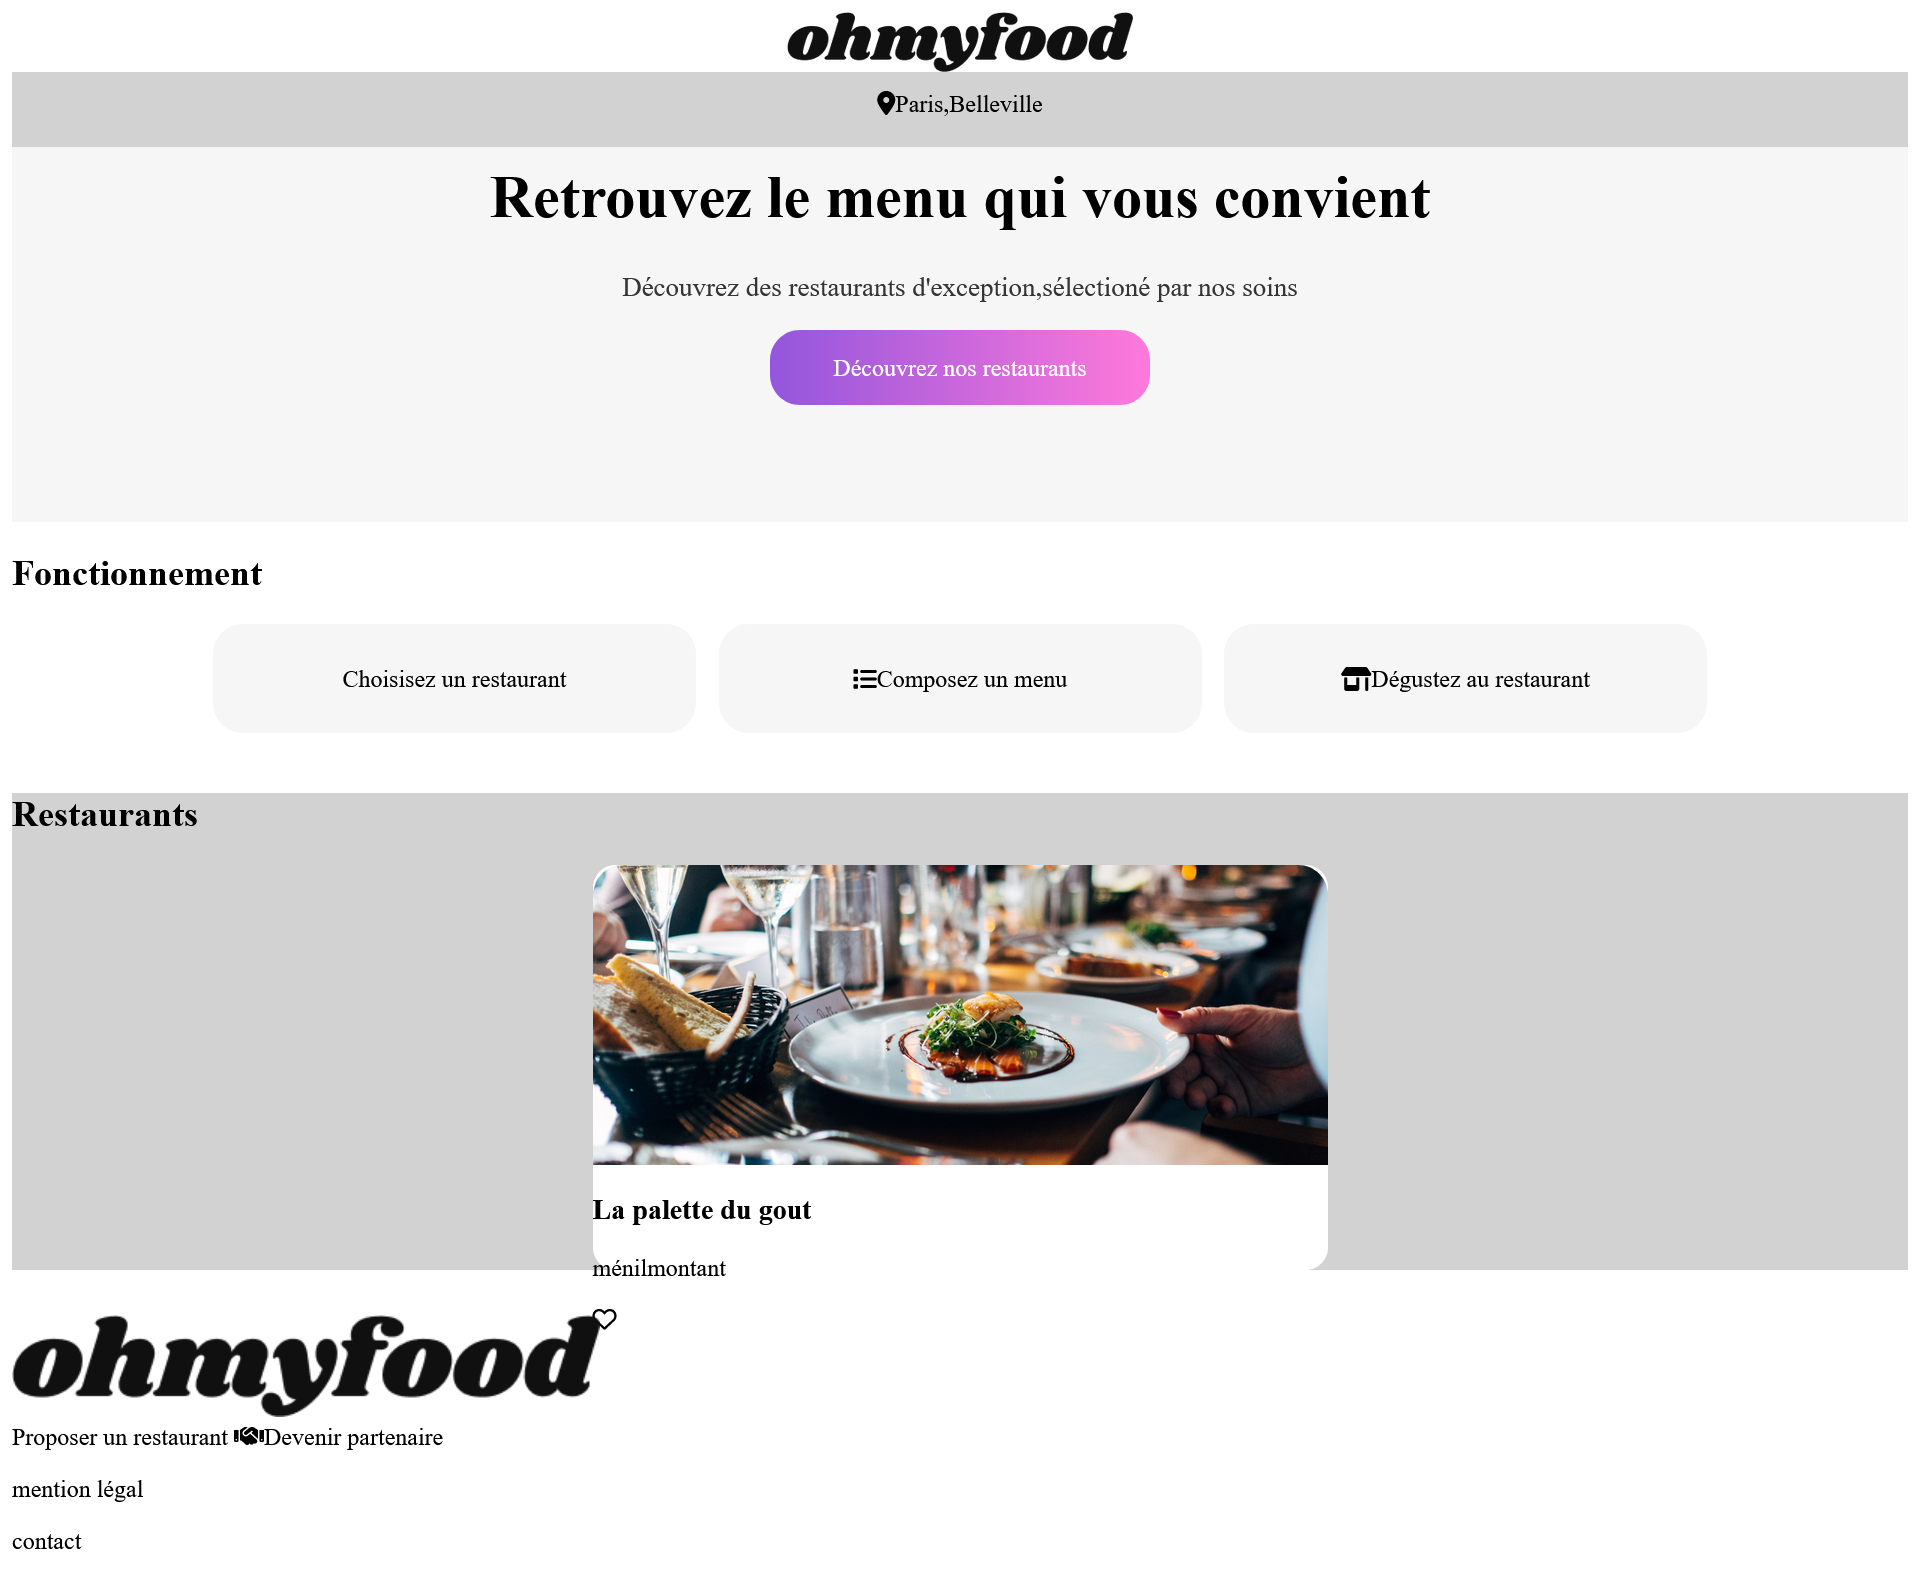 ohmyfood
Paris,Belleville
Retrouvez le menu qui vous convient
Découvrez des restaurants d'exception,sélectioné par nos soins
Découvrez nos restaurants
Fonctionnement
Choisisez un restaurant
Composez un menu
Dégustez au restaurant
Restaurants
La palette du gout
ménilmontant
ohmyfood
Proposer un restaurant Devenir partenaire
mention légal
contact